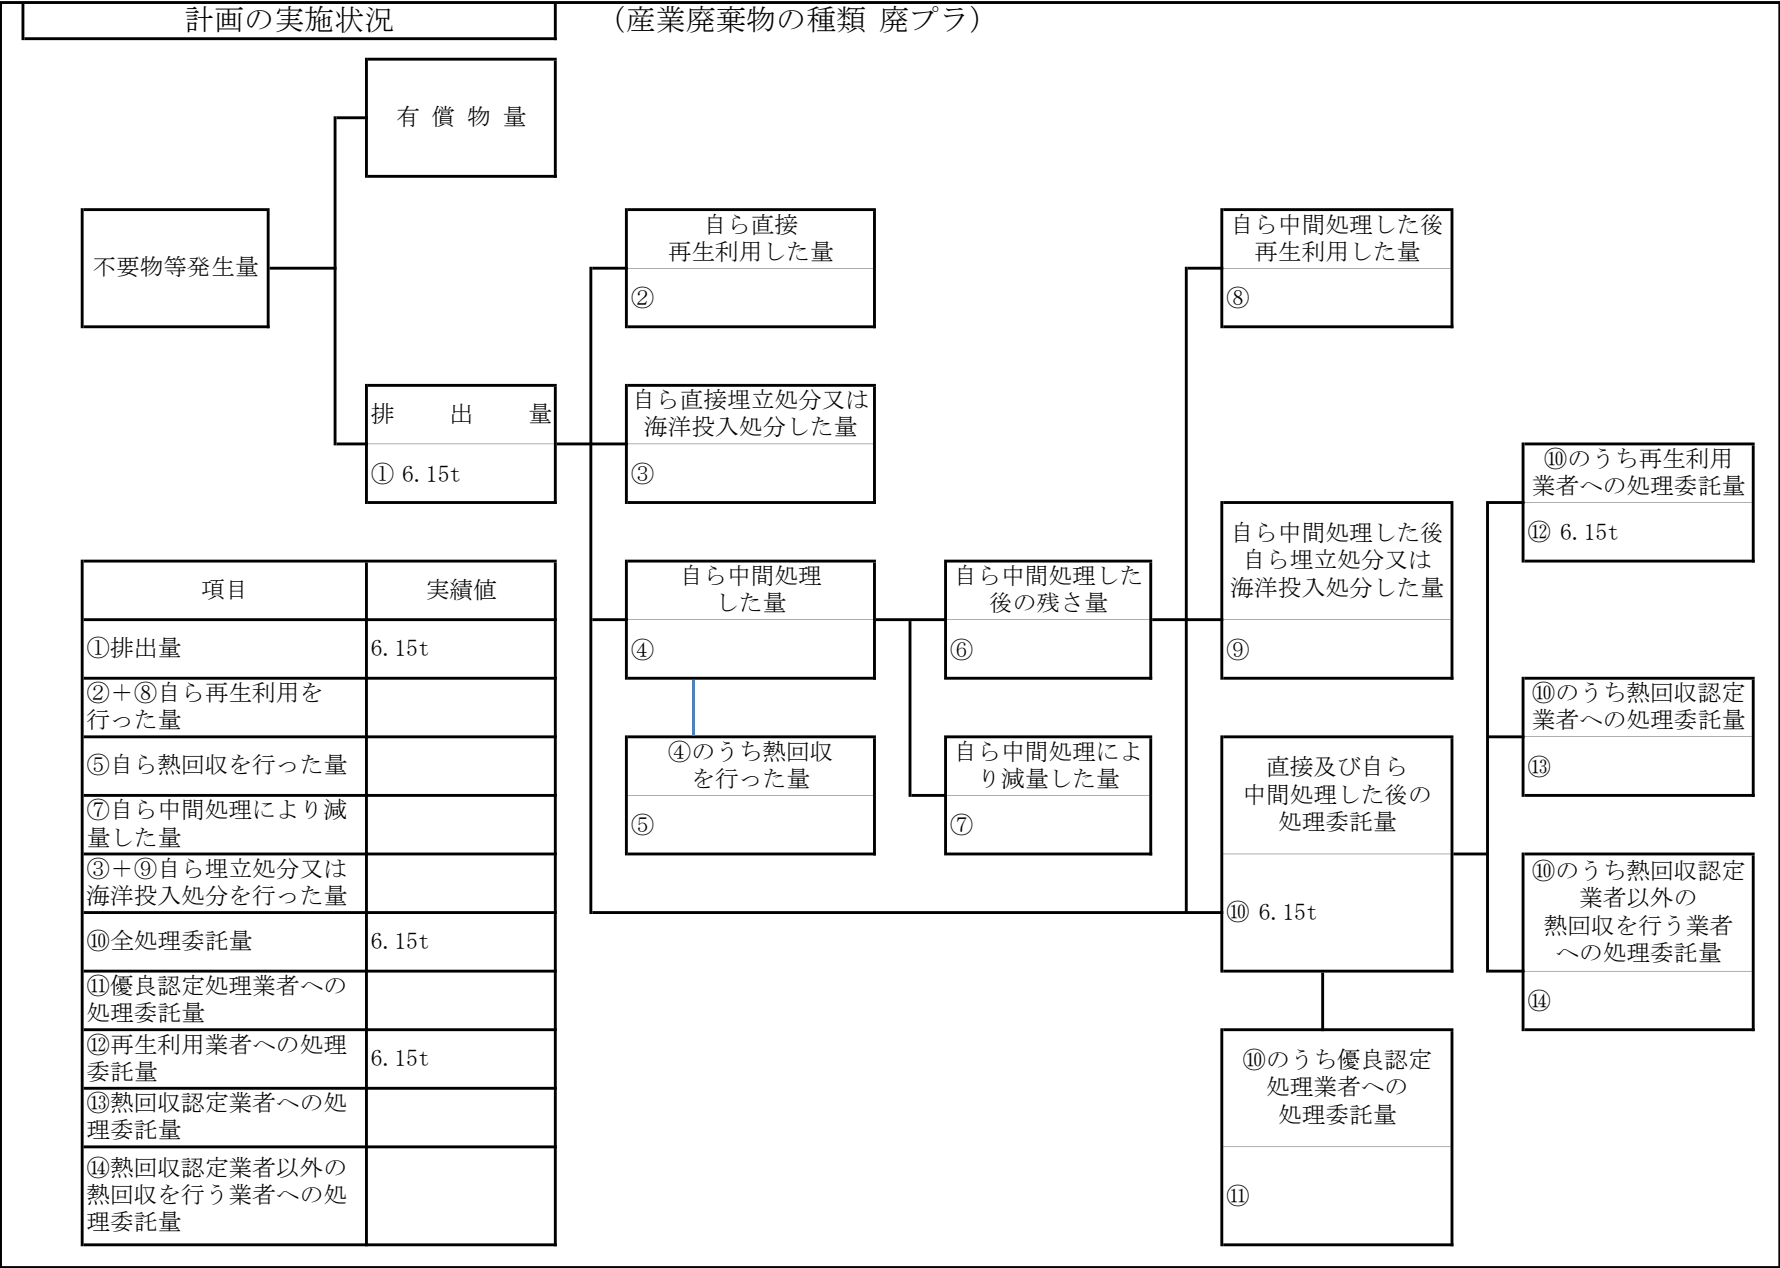 計画の実施状況
（産業廃棄物の種類 廃プラ）
有 償 物 量
不要物等発生量
自ら直接
再生利用した量
②
自ら中間処理した後
再生利用した量
⑧
排 出 量
① 6.15t
自ら直接埋立処分又は
海洋投入処分した量
③
⑩のうち再生利用
業者への処理委託量
⑫ 6.15t
自ら中間処理した後
自ら埋立処分又は
海洋投入処分した量
⑨
自ら中間処理
した量
④
自ら中間処理した
後の残さ量
⑥
⑩のうち熱回収認定
業者への処理委託量
⑬
④のうち熱回収
を行った量
⑤
自ら中間処理によ
り減量した量
⑦
直接及び自ら
中間処理した後の
処理委託量
⑩ 6.15t
⑩のうち熱回収認定
業者以外の
熱回収を行う業者
への処理委託量
⑭
⑩のうち優良認定
処理業者への
処理委託量
⑪
項目 実績値
①排出量 6.15t
②＋⑧自ら再生利用を
行った量
⑤自ら熱回収を行った量
⑦自ら中間処理により減
量した量
③＋⑨自ら埋立処分又は
海洋投入処分を行った量
⑩全処理委託量 6.15t
⑪優良認定処理業者への
処理委託量
⑫再生利用業者への処理
委託量 6.15t
⑬熱回収認定業者への処
理委託量
⑭熱回収認定業者以外の
熱回収を行う業者への処
理委託量